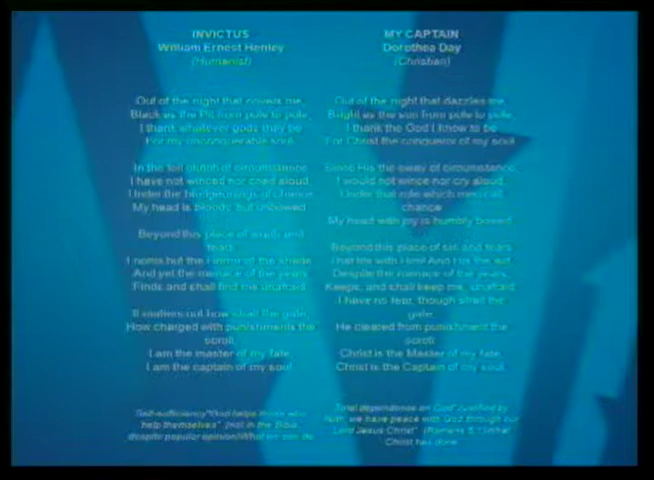 INVICTUS
William Ernest Henley
(Humanist)
Out of the night that covers me,
Black as the Pit from pole to pole,
I thank whatever gods may be
For my unconquerable soul.
In the fell clutch of circumstance
I have not winced nor cried aloud.
Under the bludgeonings of chance
My head is bloody, but unbowed.
Beyond this place of wrath and
tears
Looms but the Horror of the shade,
And yet the menace of the years
Finds and shall find me unafraid.
It matters not how strait the gate,
How charged with punishments the
scroll,
I am the master of my fate,
I am the captain of my soul.
Self-sufficiency "God helps those who
help themselves" (Not in the Bible,
despite popular opinion) What we can do
MY CAPTAIN
Dorothea Day
(Christian)
Out of the night that dazzles me,
Bright as the sun from pole to pole,
I thank the God I know to be
For Christ the conqueror of my soul.
Since His the sway of circumstance,
I would not wince nor cry aloud.
Under that rule which men call
chance
My head with joy is humbly bowed.
Beyond this place of sin and tears
That life with Him! And His the aid,
Despite the menace of the years,
Keeps, and shall keep me, unafraid.
I have no fear, though strait the
gate,
He cleared from punishment the
scroll.
Christ is the Master of my fate,
Christ is the Captain of my soul.
Total dependence on God "Justified by
faith, we have peace with God through our
Lord Jesus Christ" (Romans 5:1) What
Christ has done